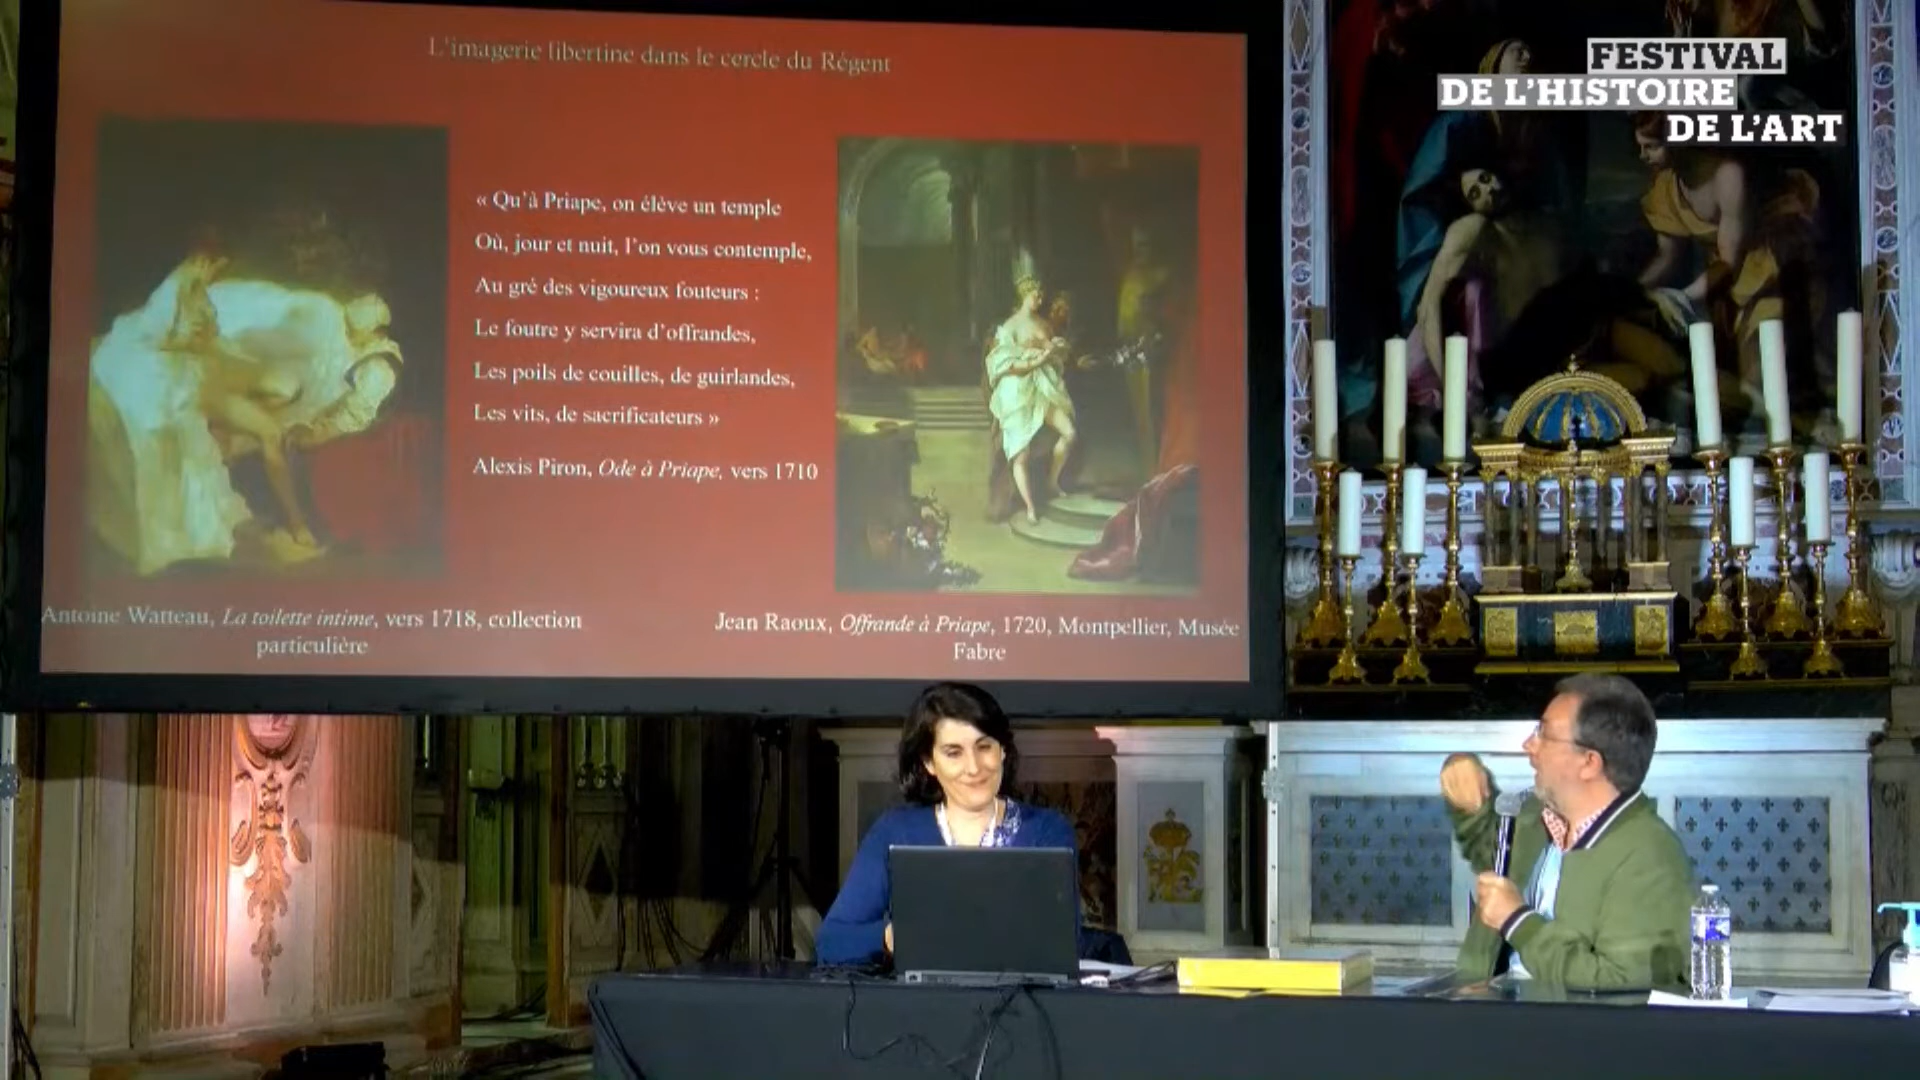 L'imagerie libertine dans le cercle du Régent
FESTIVAL
DE L'HISTOIRE
DE L'ART
« Qu'à Priape, on élève un temple
Où, jour et nuit, l'on vous contemple,
Au gré des vigoureux fouteurs :
Le foutre y servira d'offrandes,
Les poils de couilles, de guirlandes,
Les vits, de sacrificateurs »
Alexis Piron, Ode à Priape, vers 1710
Antoine Watteau, La toilette intime, vers 1718, collection
particulière
Jean Raoux, Offrande à Priape, 1720, Montpellier, Musée
Fabre